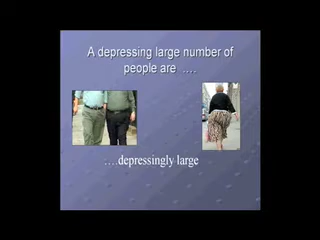 A depressing large number of
people are ….
….depressingly large